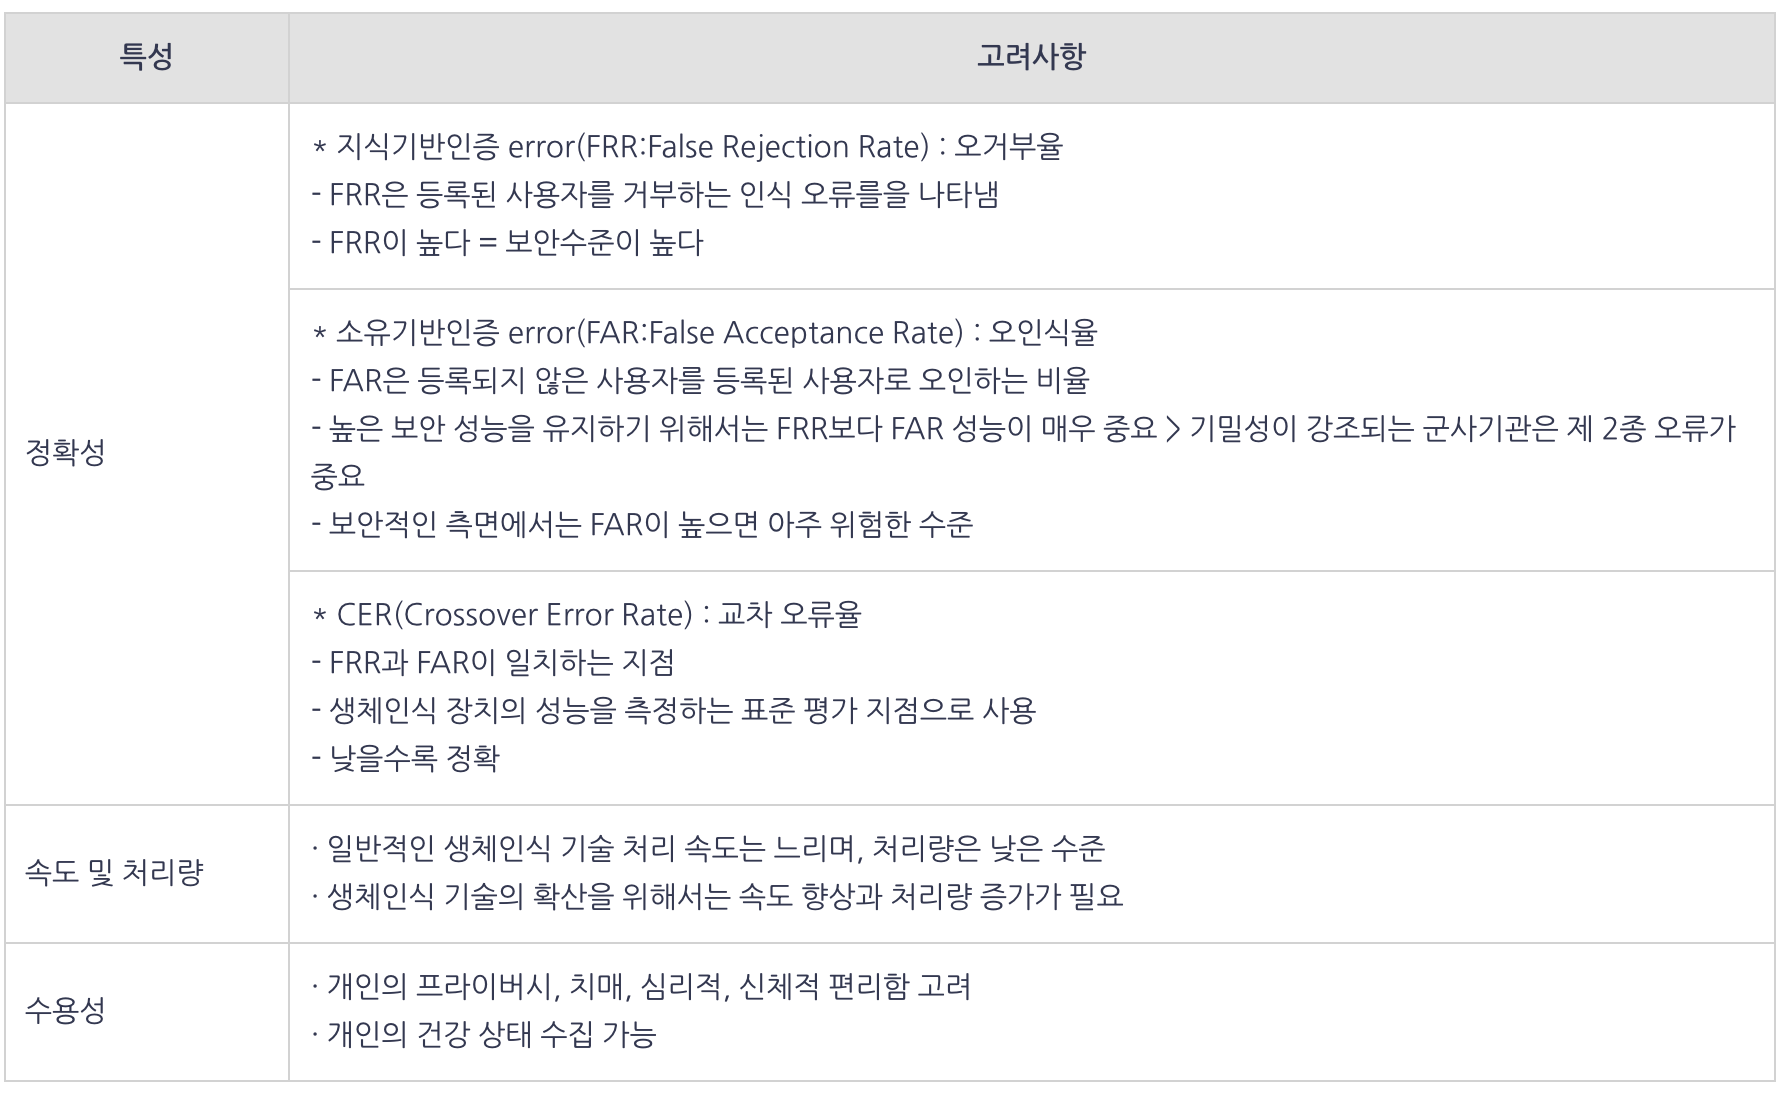 특성
고려사항
정확성
* 지식기반인증 error(FRR:False Rejection Rate) : 오거부율
- FRR은 등록된 사용자를 거부하는 인식 오류를을 나타냄
- FRR이 높다 = 보안수준이 높다
* 소유기반인증 error(FAR:False Acceptance Rate) : 오인식율
- FAR은 등록되지 않은 사용자를 등록된 사용자로 오인하는 비율
- 높은 보안 성능을 유지하기 위해서는 FRR보다 FAR 성능이 매우 중요 > 기밀성이 강조되는 군사기관은 제 2종 오류가
중요
- 보안적인 측면에서는 FAR이 높으면 아주 위험한 수준
* CER(Crossover Error Rate) : 교차 오류율
- FRR과 FAR이 일치하는 지점
- 생체인식 장치의 성능을 측정하는 표준 평가 지점으로 사용
- 낮을수록 정확
속도 및 처리량
· 일반적인 생체인식 기술 처리 속도는 느리며, 처리량은 낮은 수준
· 생체인식 기술의 확산을 위해서는 속도 향상과 처리량 증가가 필요
수용성
· 개인의 프라이버시, 치매, 심리적, 신체적 편리함 고려
· 개인의 건강 상태 수집 가능